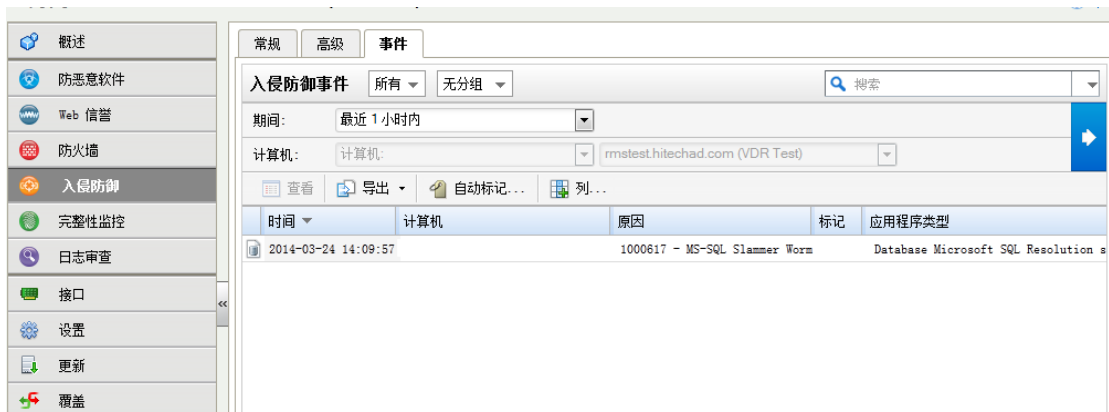 概述
防恶意软件
Web 信誉
防火墙
入侵防御
完整性监控
日志审查
接口
设置
更新
覆盖
常规 高级 事件
入侵防御事件 所有 无分组 搜索
期间: 最近 1 小时内
计算机: 计算机: rmstest.hitechad.com (VDR Test)
查看 导出 自动标记... 列...
时间 计算机 原因 标记 应用程序类型
2014-03-24 14:09:57 1000617 - MS-SQL Slammer Worm Database Microsoft SQL Resolution s